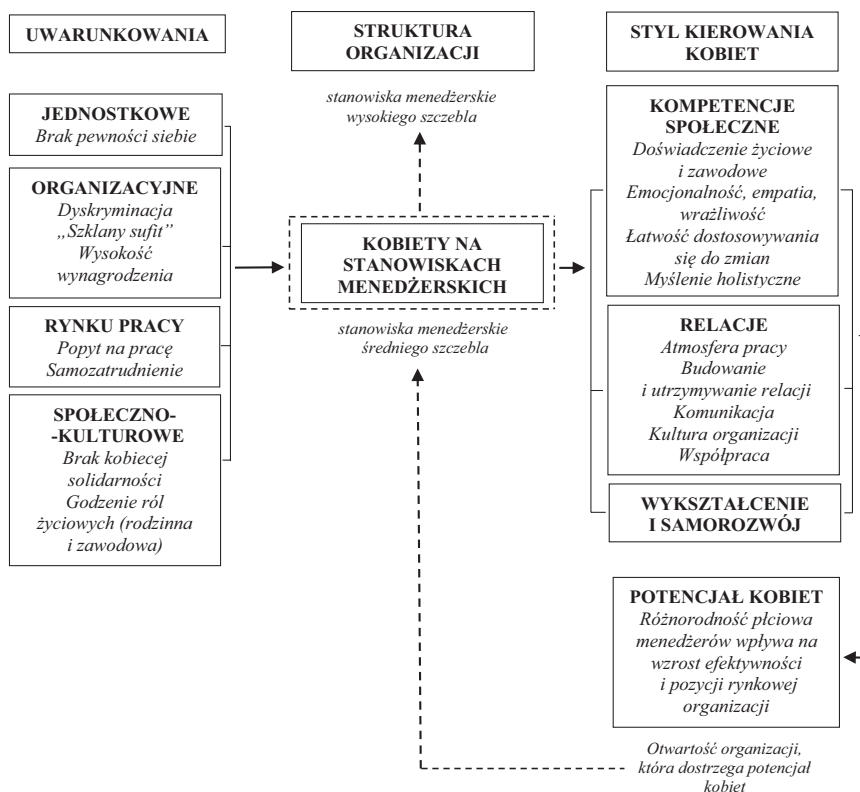 UWARUNKOWANIA
JEDNOSTKOWE
Brak pewności siebie
ORGANIZACYJNE
Dyskryminacja
„Szklany sufit”
Wysokość
wynagrodzenia
RYNKU PRACY
Popyt na pracę
Samozatrudnienie
SPOŁECZNO-
-KULTUROWE
Brak kobiecej
solidarności
Godzenie ról
życiowych (rodzinna
i zawodowa)
STRUKTURA
ORGANIZACJI
stanowiska menedżerskie
wysokiego szczebla
KOBIETY NA
STANOWISKACH
MENEDŻERSKICH
stanowiska menedżerskie
średniego szczebla
STYL KIEROWANIA
KOBIET
KOMPETENCJE
SPOŁECZNE
Doświadczenie życiowe
i zawodowe
Emocjonalność, empatia,
wrażliwość
Łatwość dostosowywania
się do zmian
Myślenie holistyczne
RELACJE
Atmosfera pracy
Budowanie
i utrzymywanie relacji
Komunikacja
Kultura organizacji
Współpraca
WYKSZTAŁCENIE
I SAMOROZWÓJ
POTENCJAŁ KOBIET
Różnorodność płciowa
menedżerów wpływa na
wzrost efektywności
i pozycji rynkowej
organizacji
Otwartość organizacji,
która dostrzega potencjał
kobiet